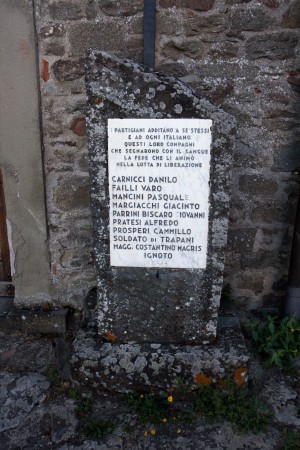 PARTIGIANI ADDITANO A SE STESSI
E AD OGNI ITALIANO
QUESTI LORO COMPAGNI
CHE SEGNARONO CON IL SANGUE
LA FEDE CHE LI ANIMÒ
NELLA LOTTA DI LIBERAZIONE
CARNICCI DANILO
FAILLI VARO
MANCINI PASQUALE
MARGIACCHI GIACINTO
PARRINI BISCARO GIOVANNI
PRATESI ALFREDO
PROSPERI CAMMILLO
SOLDATO DI TRAPANI
MAGG. COSTANTINO MAGRIS
IGNOTO